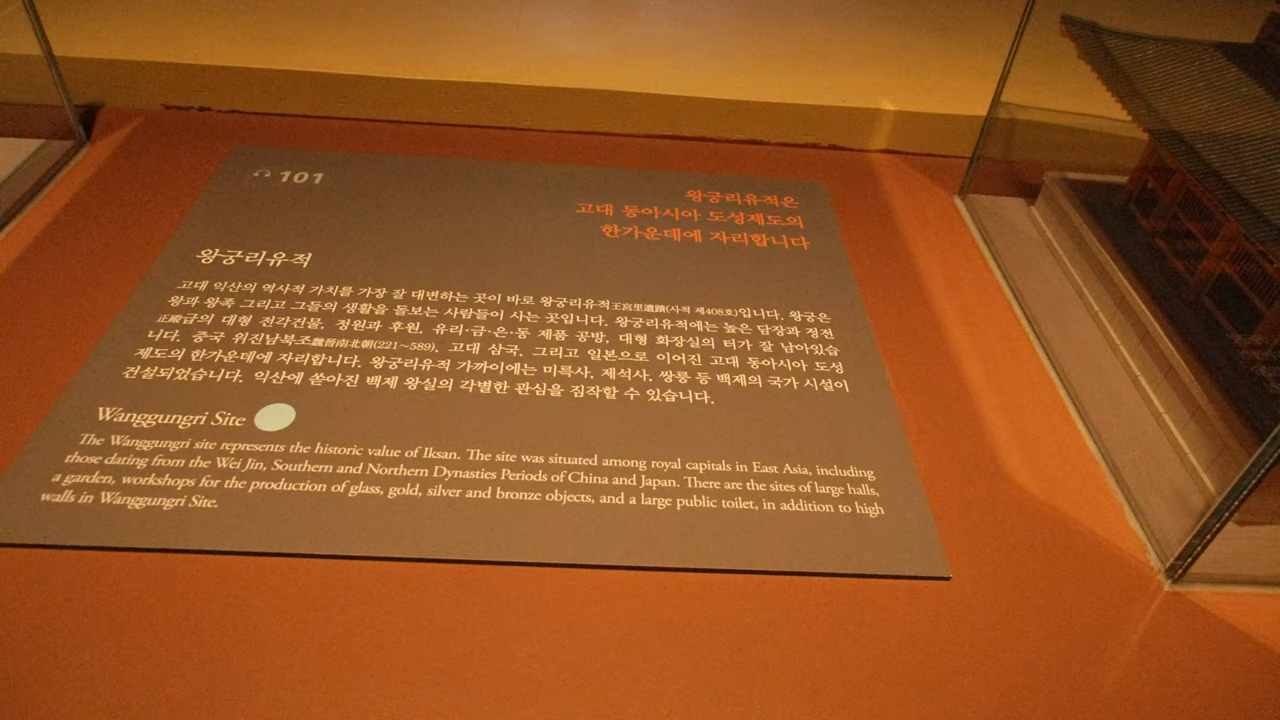 101
왕궁리유적은
고대 동아시아 도성제도의
한가운데에 자리합니다
왕궁리유적
고대 익산의 역사적 가치를 가장 잘 대변하는 곳이 바로 왕궁리유적王宮里遺蹟(사적 제408호)입니다. 왕궁은
왕과 왕족 그리고 그들의 생활을 돌보는 사람들이 사는 곳입니다. 왕궁리유적에는 높은 담장과 정전
正殿급의 대형 전각건물, 정원과 후원, 유리·금·은·동 제품 공방, 대형 화장실의 터가 잘 남아있습
니다. 중국 위진남북조魏晉南北朝(221~589), 고대 삼국, 그리고 일본으로 이어진 고대 동아시아 도성
제도의 한가운데에 자리합니다. 왕궁리유적 가까이에는 미륵사, 제석사, 쌍릉 등 백제의 국가 시설이
건설되었습니다. 익산에 쏟아진 백제 왕실의 각별한 관심을 짐작할 수 있습니다.
Wanggungri Site
The Wanggungri site represents the historic value of Iksan. The site was situated among royal capitals in East Asia, including
those dating from the Wei Jin, Southern and Northern Dynasties Periods of China and Japan. There are the sites of large halls,
a garden, workshops for the production of glass, gold, silver and bronze objects, and a large public toilet, in addition to high
walls in Wanggungri Site.